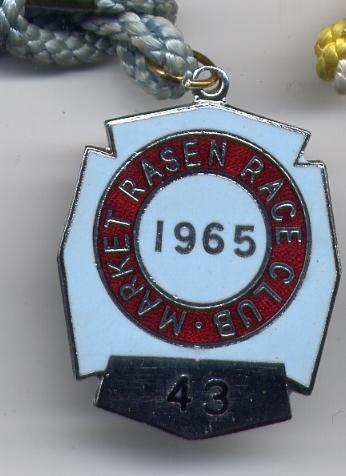 MARKET RASEN RACE CLUB ·
1965
43